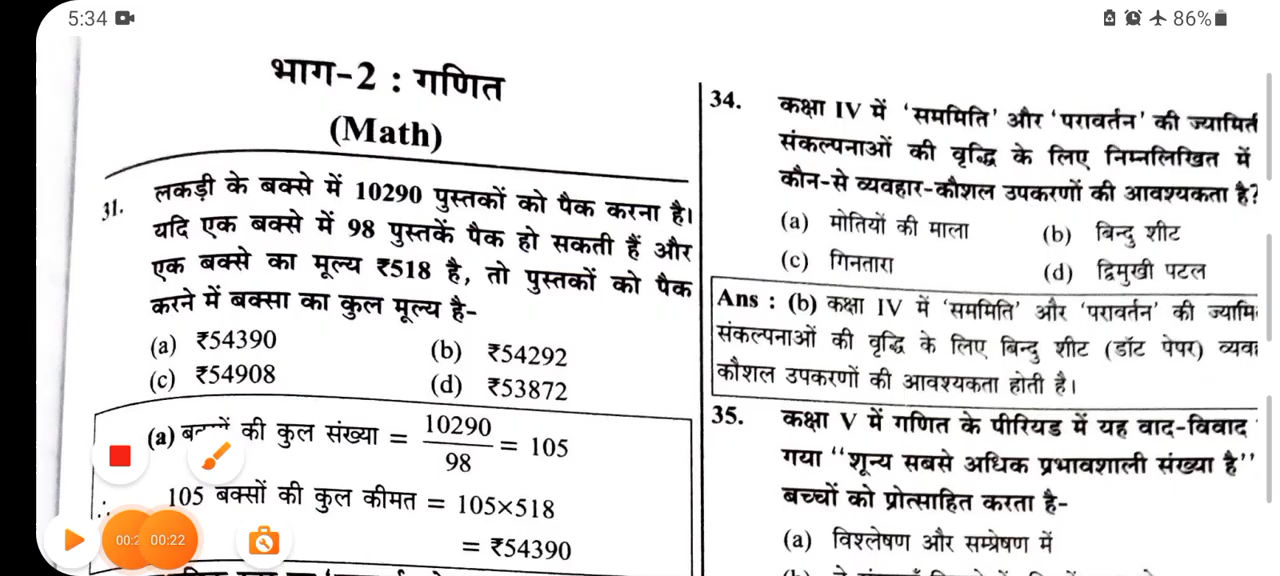 5:34
86%
भाग-2 : गणित
(Math)
31. लकड़ी के बक्से में 10290 पुस्तकों को पैक करना है।
यदि एक बक्से में 98 पुस्तकें पैक हो सकती हैं और
एक बक्से का मूल्य ₹518 है, तो पुस्तकों को पैक
करने में बक्सा का कुल मूल्य है-
(a) ₹54390 (b) ₹54292
(c) ₹54908 (d) ₹53872
(a) की कुल संख्या = 10290/98 = 105
∴ 105 बक्सों की कुल कीमत = 105×518
= ₹54390
00:22
34. कक्षा IV में 'सममिति' और 'परावर्तन' की
संकल्पनाओं की वृद्धि के लिए निम्नलिखित में
कौन-से व्यवहार-कौशल उपकरणों की आवश्यकता है?
(a) मोतियों की माला (b) बिन्दु शीट
(c) गिनतारा (d) द्विमुखी पटल
Ans : (b) कक्षा IV में 'सममिति' और 'परावर्तन' की
संकल्पनाओं की वृद्धि के लिए बिन्दु शीट (डॉट पेपर)
कौशल उपकरणों की आवश्यकता होती है।
35. कक्षा V में गणित के पीरियड में यह वाद-विवाद
गया "शून्य सबसे अधिक प्रभावशाली संख्या है"
बच्चों को प्रोत्साहित करता है-
(a) विश्लेषण और सम्प्रेषण में